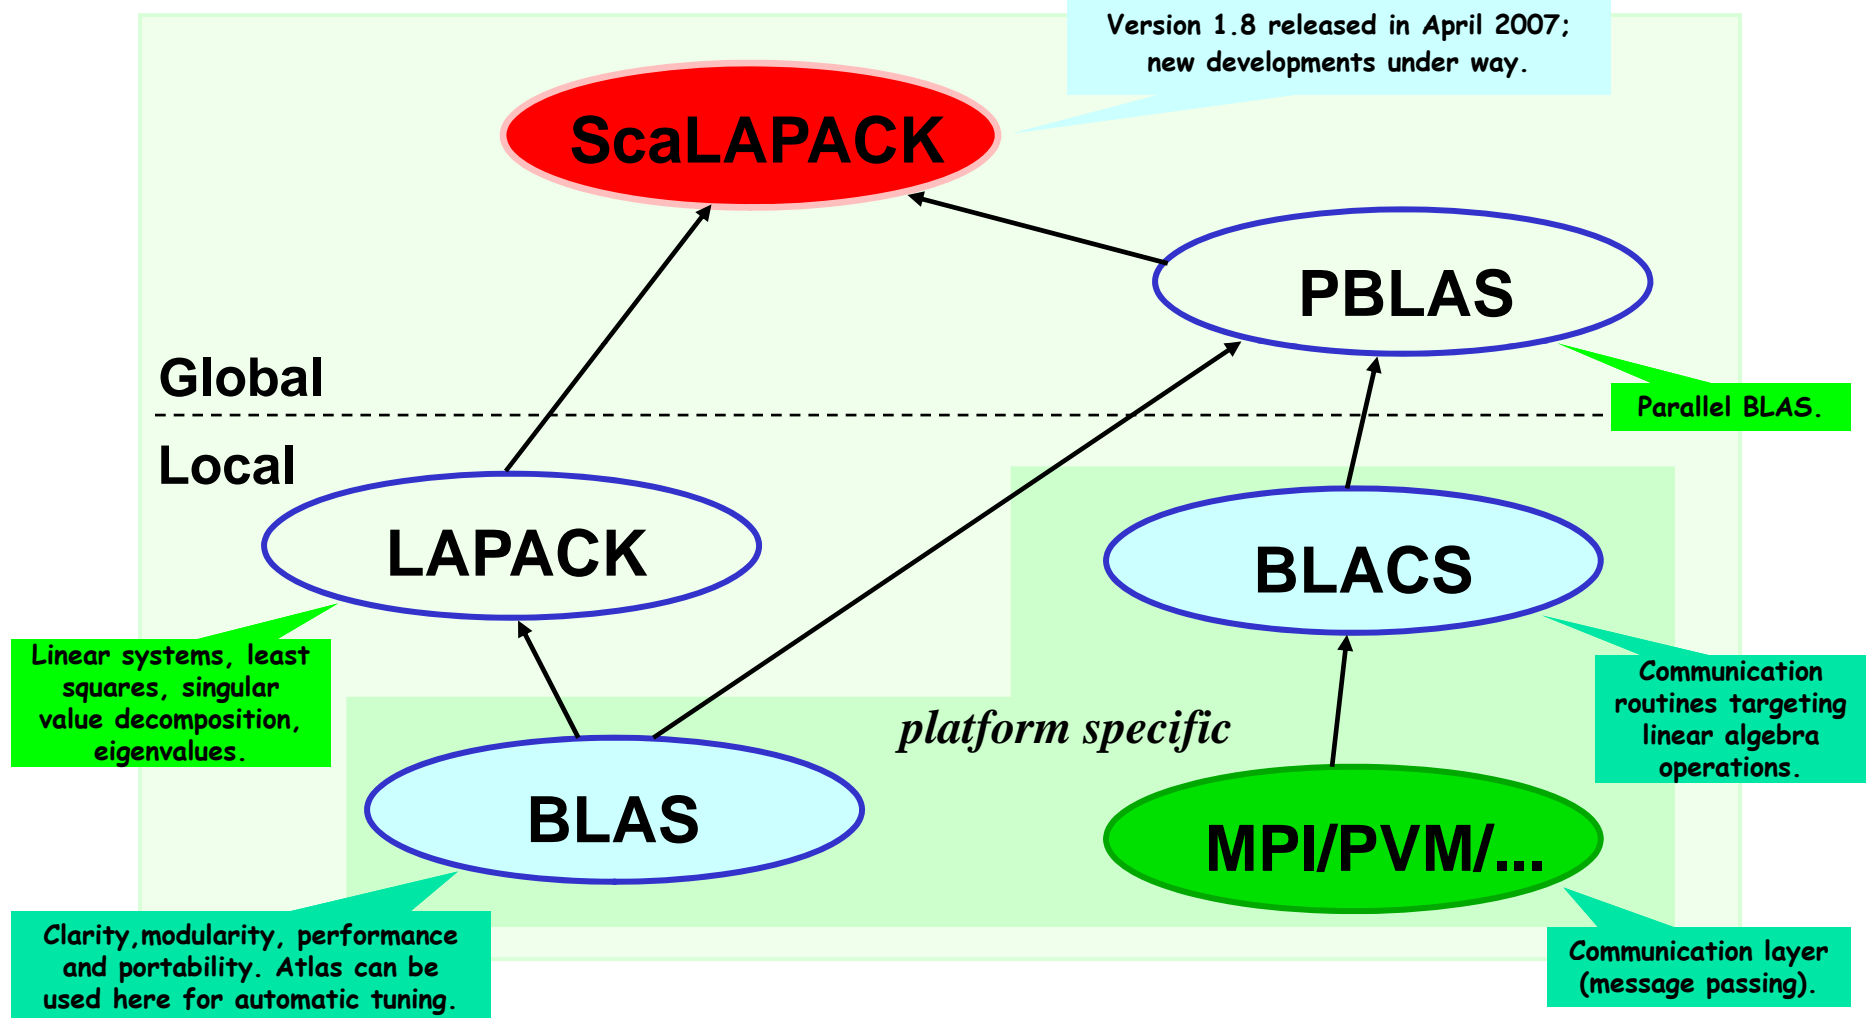 Version 1.8 released in April 2007;
new developments under way.
ScaLAPACK
PBLAS
Global
Parallel BLAS.
Local
LAPACK
BLACS
Linear systems, least
squares, singular
value decomposition,
eigenvalues.
Communication
routines targeting
linear algebra
operations.
platform specific
BLAS
MPI/PVM/...
Clarity,modularity, performance
and portability. Atlas can be
used here for automatic tuning.
Communication layer
(message passing).